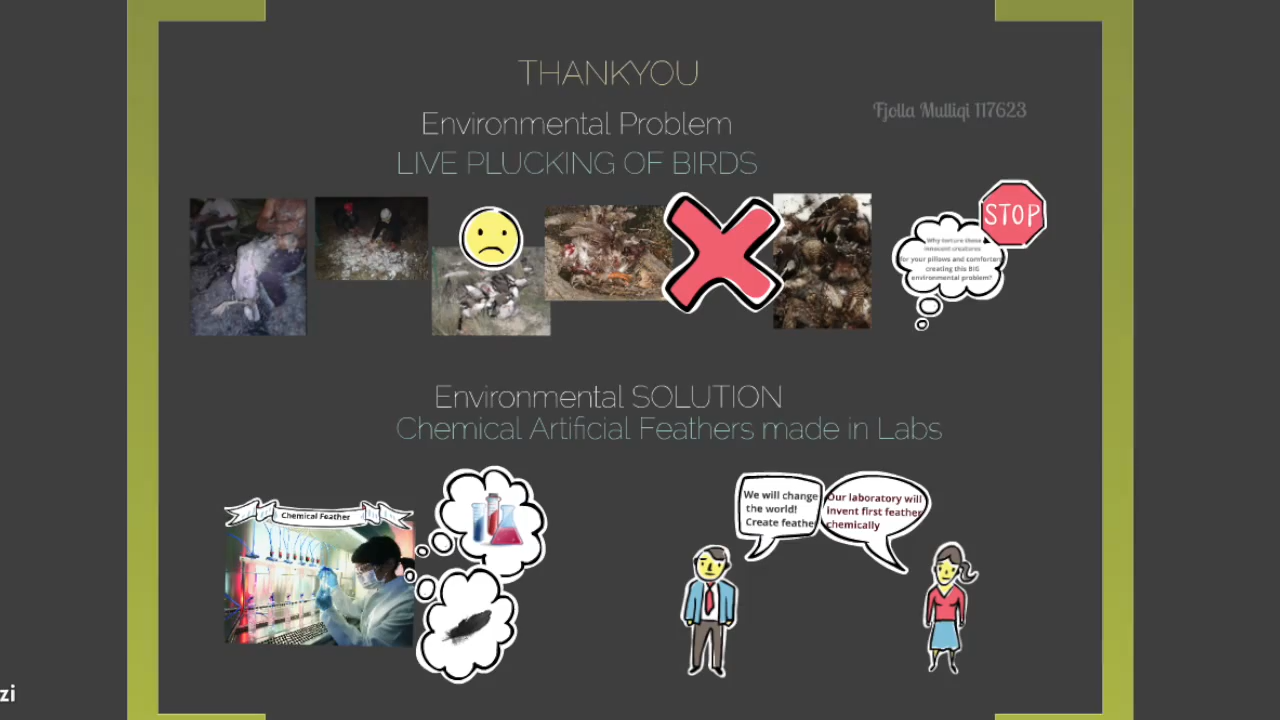 THANKYOU
Fjolla Mulliqi 117623
Environmental Problem
LIVE PLUCKING OF BIRDS
STOP
Why torture these
innocent creatures
for your pillows and comforters
creating this BIG
environmental problem?
Environmental SOLUTION
Chemical Artificial Feathers made in Labs
Chemical Feather
We will change
the world!
Create feather
Our laboratory will
invent first feather
chemically
zi